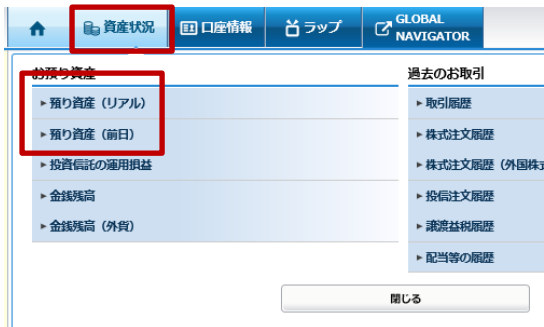 資産状況
口座情報
ラップ
GLOBAL
NAVIGATOR
お預り資産
預り資産（リアル）
預り資産（前日）
投資信託の運用損益
金銭残高
金銭残高（外貨）
過去のお取引
取引履歴
株式注文履歴
株式注文履歴（外国株式
投信注文履歴
譲渡益税履歴
配当等の履歴
閉じる